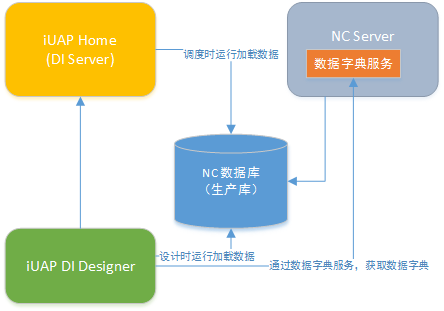 iUAP Home
(DI Server)
调度时运行加载数据
NC Server
数据字典服务
NC数据库
（生产库）
iUAP DI Designer
设计时运行加载数据
通过数据字典服务，获取数据字典